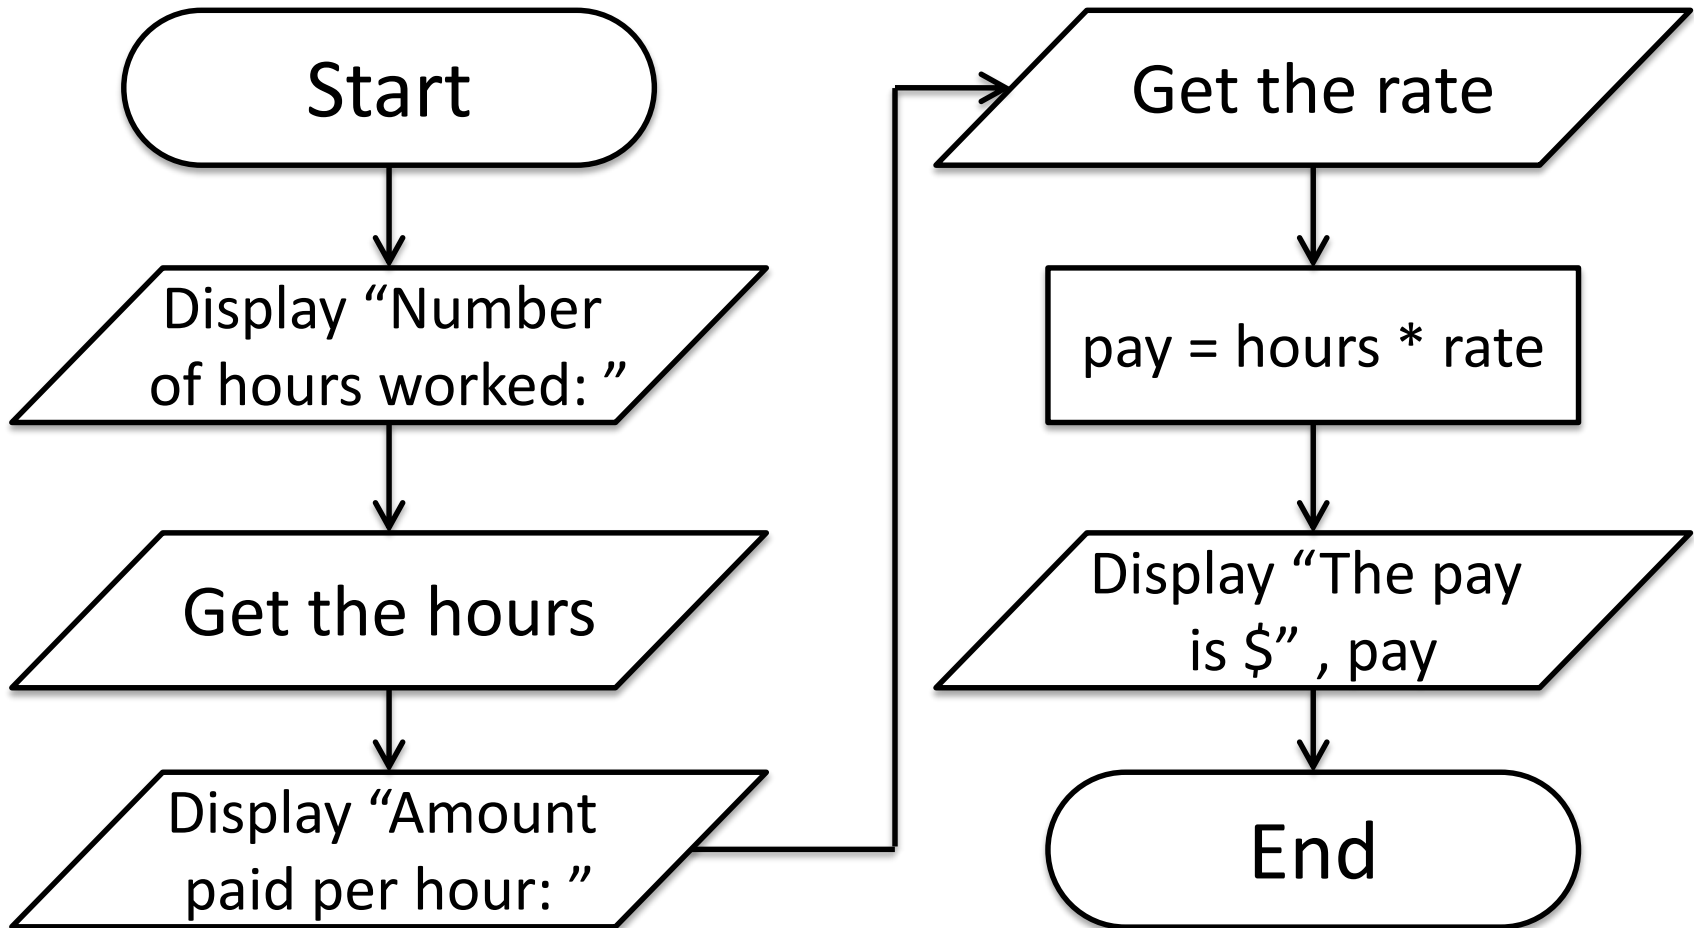 Start
Display “Number
of hours worked: ”
Get the hours
Display “Amount
paid per hour: ”
Get the rate
pay = hours * rate
Display “The pay
is $” , pay
End